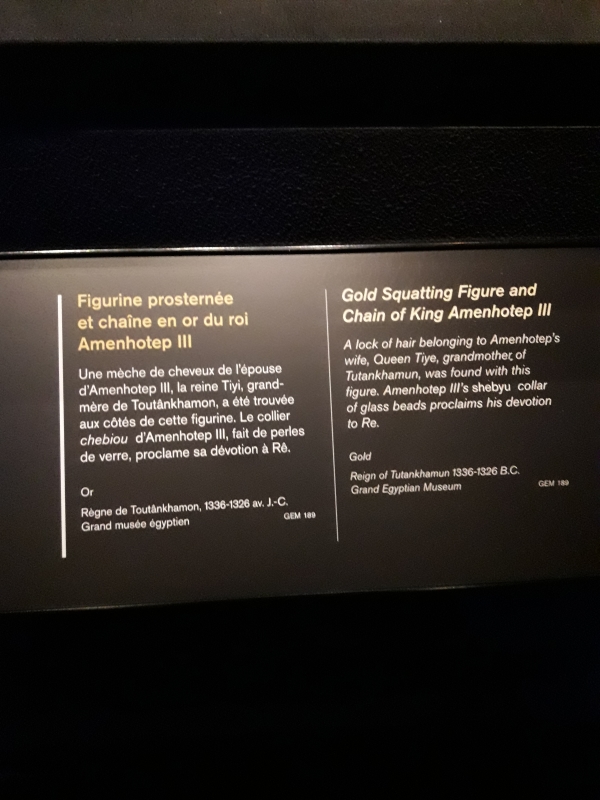 Figurine prosternée
et chaîne en or du roi
Amenhotep III
Une mèche de cheveux de l'épouse
d'Amenhotep III, la reine Tiyi, grand-
mère de Toutânkhamon, a été trouvée
aux côtés de cette figurine. Le collier
chebiou d'Amenhotep III, fait de perles
de verre, proclame sa dévotion à Rê.
Or
Règne de Toutânkhamon, 1336-1326 av. J.-C.
Grand musée égyptien
GEM 189
Gold Squatting Figure and
Chain of King Amenhotep III
A lock of hair belonging to Amenhotep's
wife, Queen Tiye, grandmother of
Tutankhamun, was found with this
figure. Amenhotep III's shebyu collar
of glass beads proclaims his devotion
to Re.
Gold
Reign of Tutankhamun 1336-1326 B.C.
Grand Egyptian Museum
GEM 189